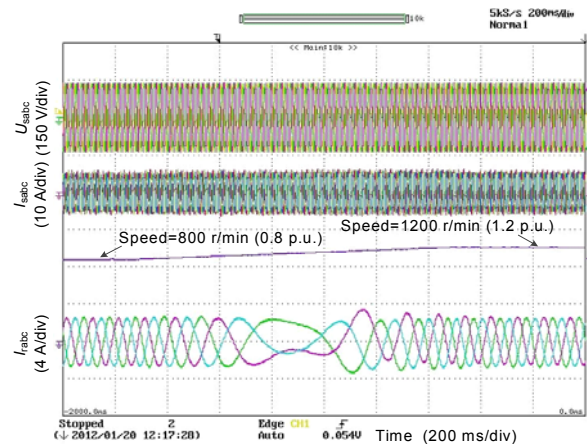 5kS/s 200ms/div
10k
Normal
<< Main:10k >>
Usabc
(150 V/div)
Isabc
(10 A/div)
Speed=800 r/min (0.8 p.u.)
Speed=1200 r/min (1.2 p.u.)
Irabc
(4 A/div)
-2000.0ms
0.0ms
Stopped 2 Edge CH1
(↓ 2012/01/20 12:17:28) Auto 0.054V Time (200 ms/div)